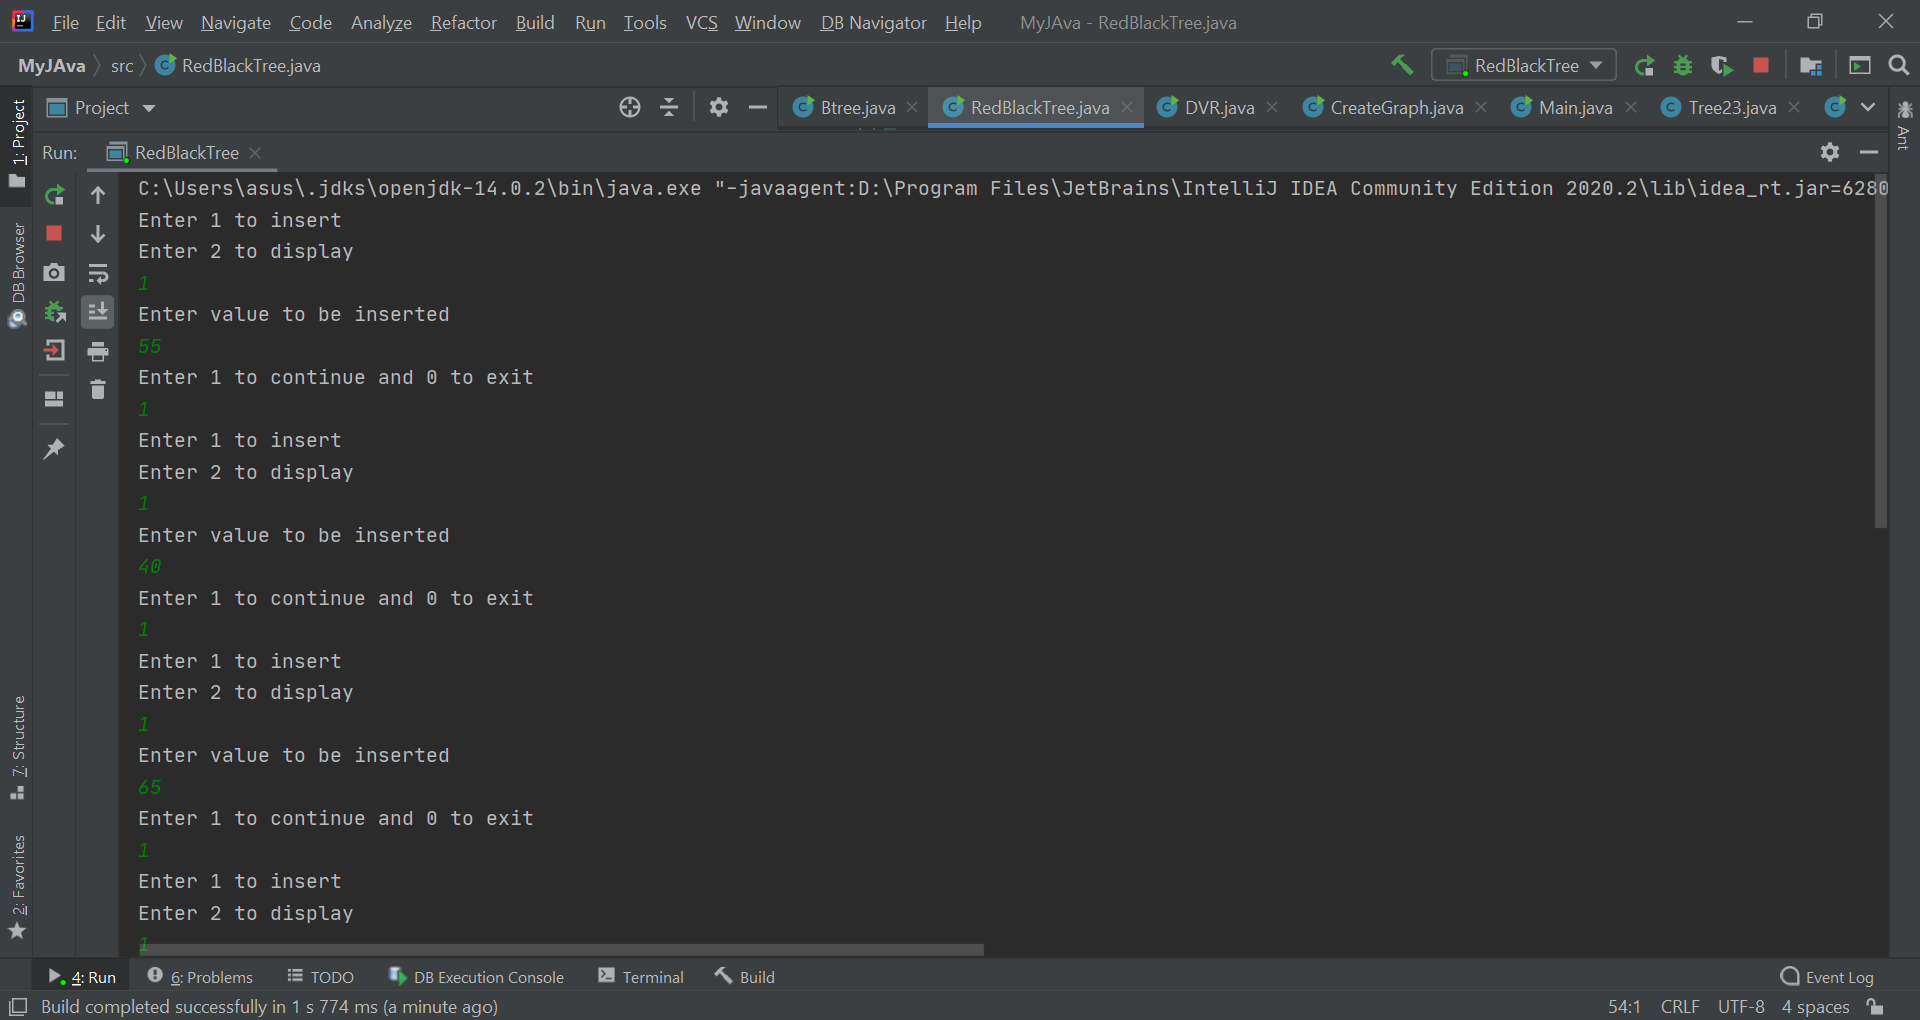 File Edit View Navigate Code Analyze Refactor Build Run Tools VCS Window DB Navigator Help MyJAva - RedBlackTree.java
MyJAva src RedBlackTree.java RedBlackTree
Project Btree.java RedBlackTree.java DVR.java CreateGraph.java Main.java Tree23.java
Run: RedBlackTree
1: Project
DB Browser
7: Structure
2: Favorites
Ant
C:\Users\asus\.jdks\openjdk-14.0.2\bin\java.exe "-javaagent:D:\Program Files\JetBrains\IntelliJ IDEA Community Edition 2020.2\lib\idea_rt.jar=6280
Enter 1 to insert
Enter 2 to display
1
Enter value to be inserted
55
Enter 1 to continue and 0 to exit
1
Enter 1 to insert
Enter 2 to display
1
Enter value to be inserted
40
Enter 1 to continue and 0 to exit
1
Enter 1 to insert
Enter 2 to display
1
Enter value to be inserted
65
Enter 1 to continue and 0 to exit
1
Enter 1 to insert
Enter 2 to display
1
4: Run 6: Problems TODO DB Execution Console Terminal Build Event Log
Build completed successfully in 1 s 774 ms (a minute ago) 54:1 CRLF UTF-8 4 spaces